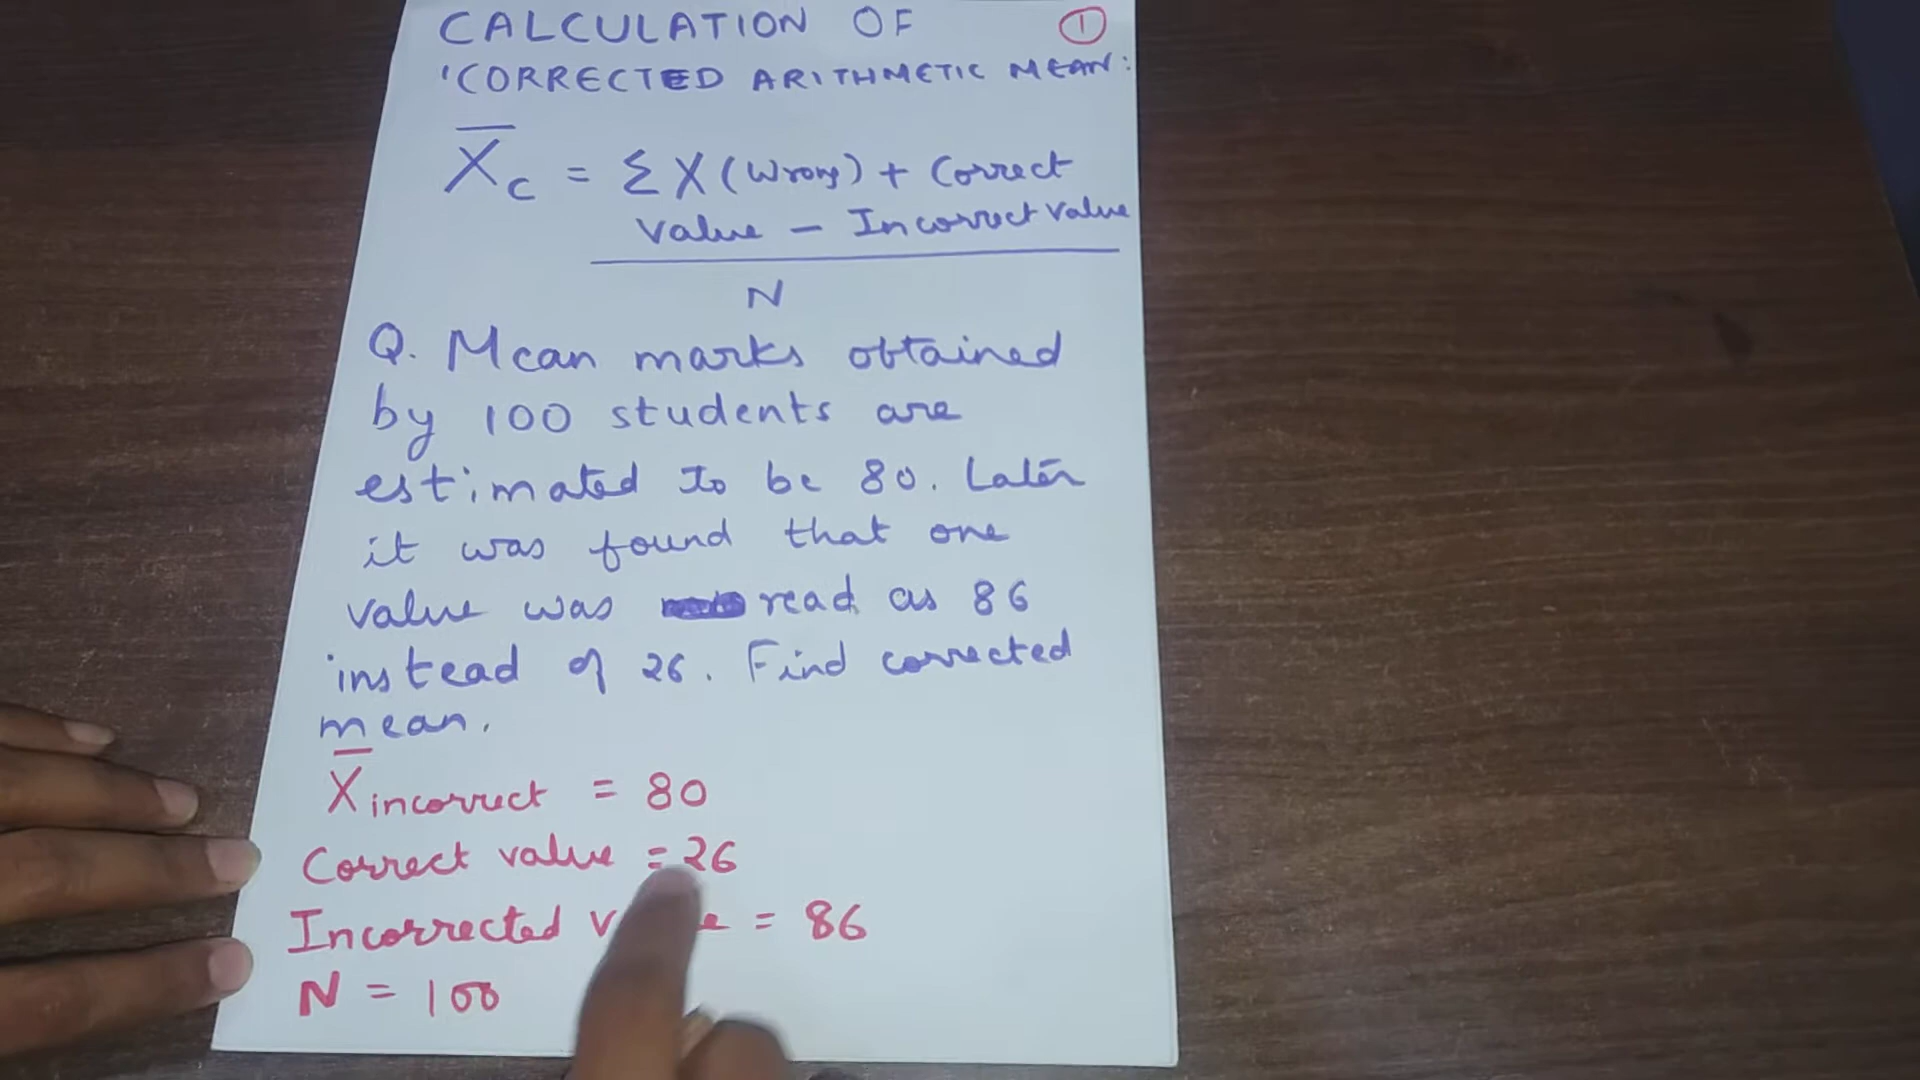 CALCULATION OF ①
'CORRECTED ARITHMETIC MEAN:
X̅c = Σ X (Wrong) + Correct
value – Incorrect value
N
Q. Mean marks obtained
by 100 students are
estimated to be 80. Later
it was found that one
value was read as 86
instead of 26. Find corrected
mean.
X̅ incorrect = 80
Correct value = 26
Incorrected = 86
N = 100